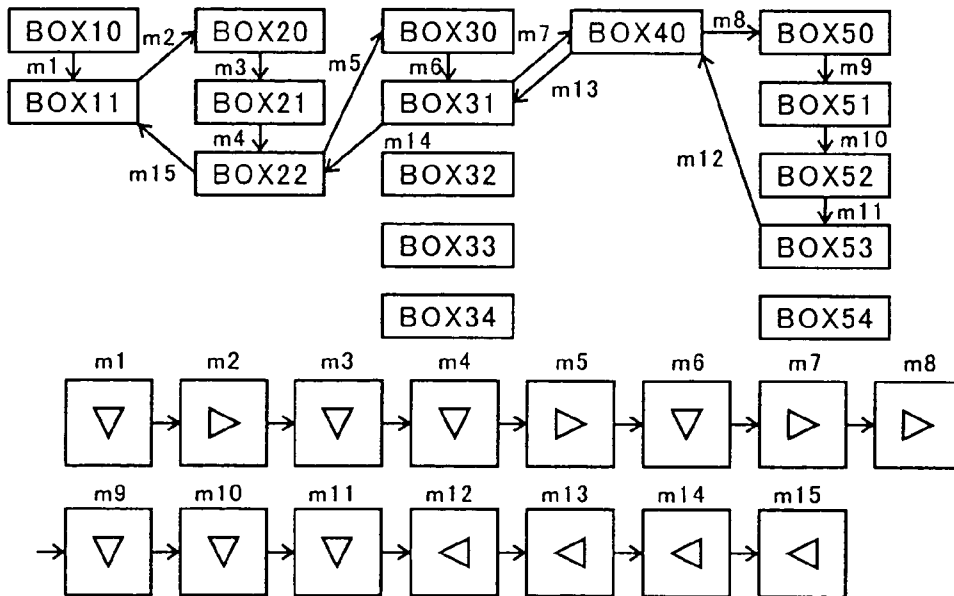 BOX10 BOX20 BOX30 BOX40 BOX50
m1 m2 m3 m5 m6 m7 m13 m8 m9
BOX11 BOX21 BOX31 BOX51
m15 m4 m14 m12 m10
BOX22 BOX32 BOX52
m11
BOX33 BOX53
BOX34 BOX54
m1 m2 m3 m4 m5 m6 m7 m8
m9 m10 m11 m12 m13 m14 m15